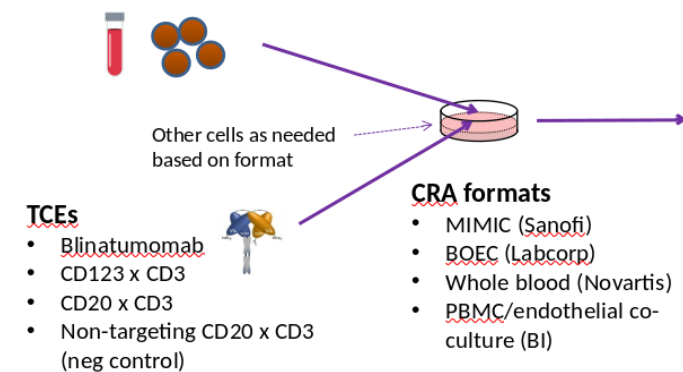 Other cells as needed
based on format
TCEs
• Blinatumomab
• CD123 x CD3
• CD20 x CD3
• Non-targeting CD20 x CD3
(neg control)
CRA formats
• MIMIC (Sanofi)
• BOEC (Labcorp)
• Whole blood (Novartis)
• PBMC/endothelial co-
culture (BI)